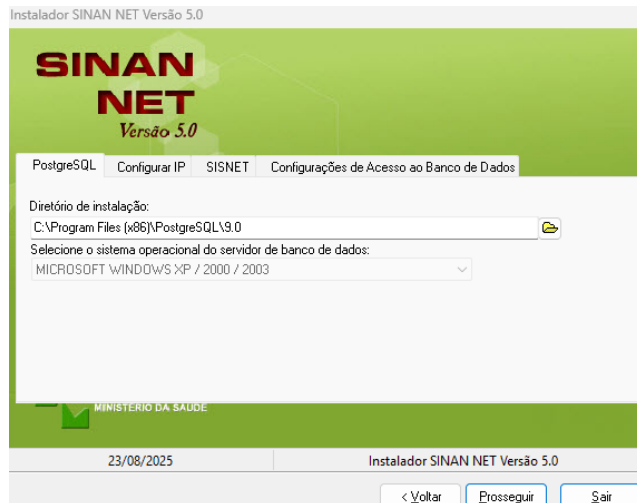 Instalador SINAN NET Versão 5.0
SINAN
NET
Versão 5.0
PostgreSQL Configurar IP SISNET Configurações de Acesso ao Banco de Dados
Diretório de instalação:
C:\Program Files (x86)\PostgreSQL\9.0
Selecione o sistema operacional do servidor de banco de dados:
MICROSOFT WINDOWS XP / 2000 / 2003
MINISTÉRIO DA SAÚDE
23/08/2025 Instalador SINAN NET Versão 5.0
< Voltar Prosseguir Sair